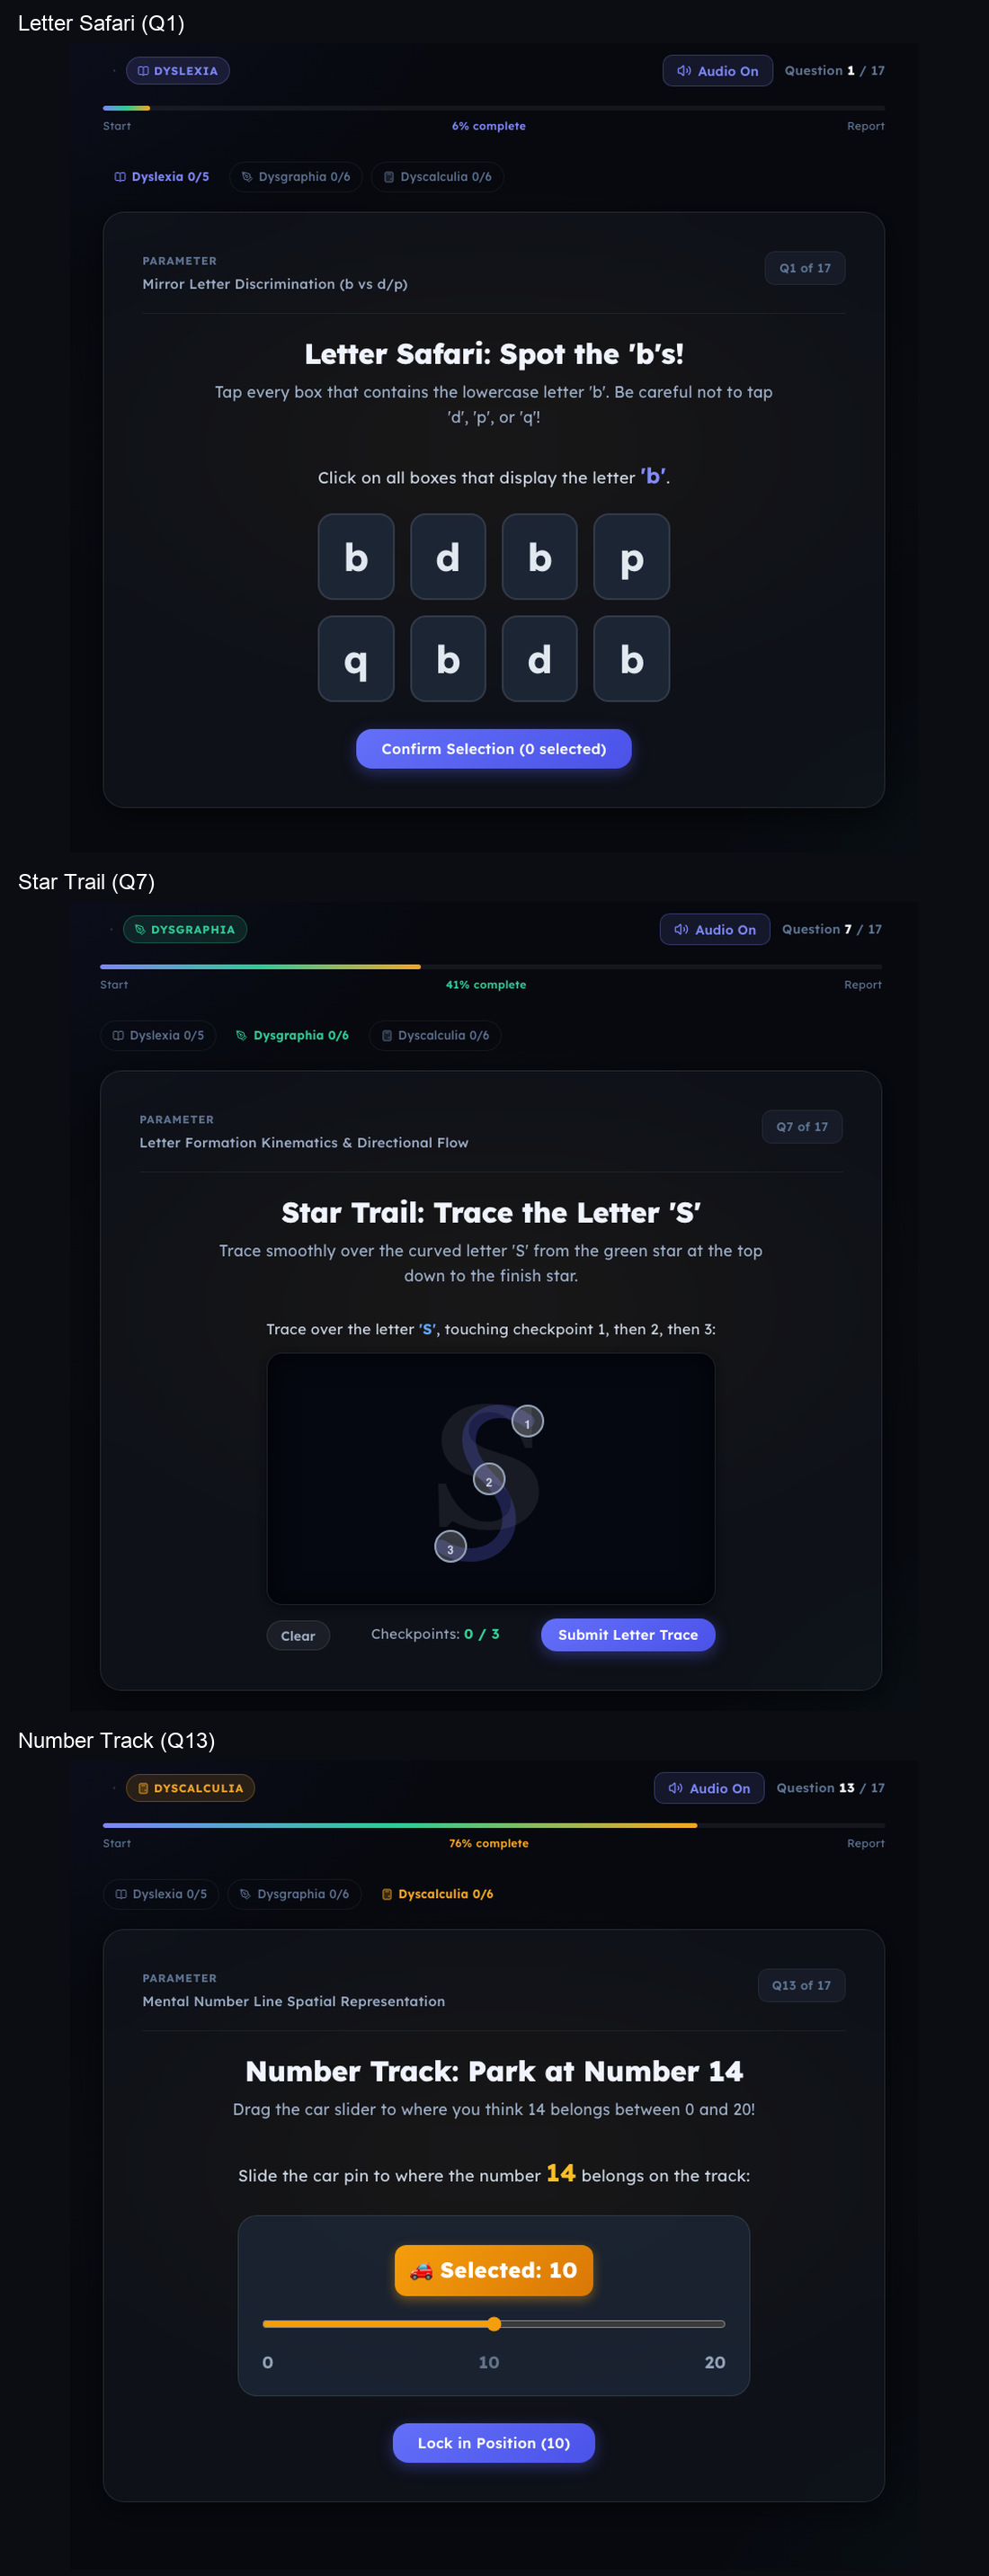 Letter Safari (Q1)
DYSLEXIA
Audio On
Question 1 / 17
Start
6% complete
Report
Dyslexia 0/5
Dysgraphia 0/6
Dyscalculia 0/6
PARAMETER
Mirror Letter Discrimination (b vs d/p)
Q1 of 17
Letter Safari: Spot the 'b's!
Tap every box that contains the lowercase letter 'b'. Be careful not to tap
'd', 'p', or 'q'!
Click on all boxes that display the letter 'b'.
b d b p
q b d b
Confirm Selection (0 selected)
Star Trail (Q7)
DYSGRAPHIA
Audio On
Question 7 / 17
Start
41% complete
Report
Dyslexia 0/5
Dysgraphia 0/6
Dyscalculia 0/6
PARAMETER
Letter Formation Kinematics & Directional Flow
Q7 of 17
Star Trail: Trace the Letter 'S'
Trace smoothly over the curved letter 'S' from the green star at the top
down to the finish star.
Trace over the letter 'S', touching checkpoint 1, then 2, then 3:
S
1
2
3
Clear
Checkpoints: 0 / 3
Submit Letter Trace
Number Track (Q13)
DYSCALCULIA
Audio On
Question 13 / 17
Start
76% complete
Report
Dyslexia 0/5
Dysgraphia 0/6
Dyscalculia 0/6
PARAMETER
Mental Number Line Spatial Representation
Q13 of 17
Number Track: Park at Number 14
Drag the car slider to where you think 14 belongs between 0 and 20!
Slide the car pin to where the number 14 belongs on the track:
Selected: 10
0 10 20
Lock in Position (10)